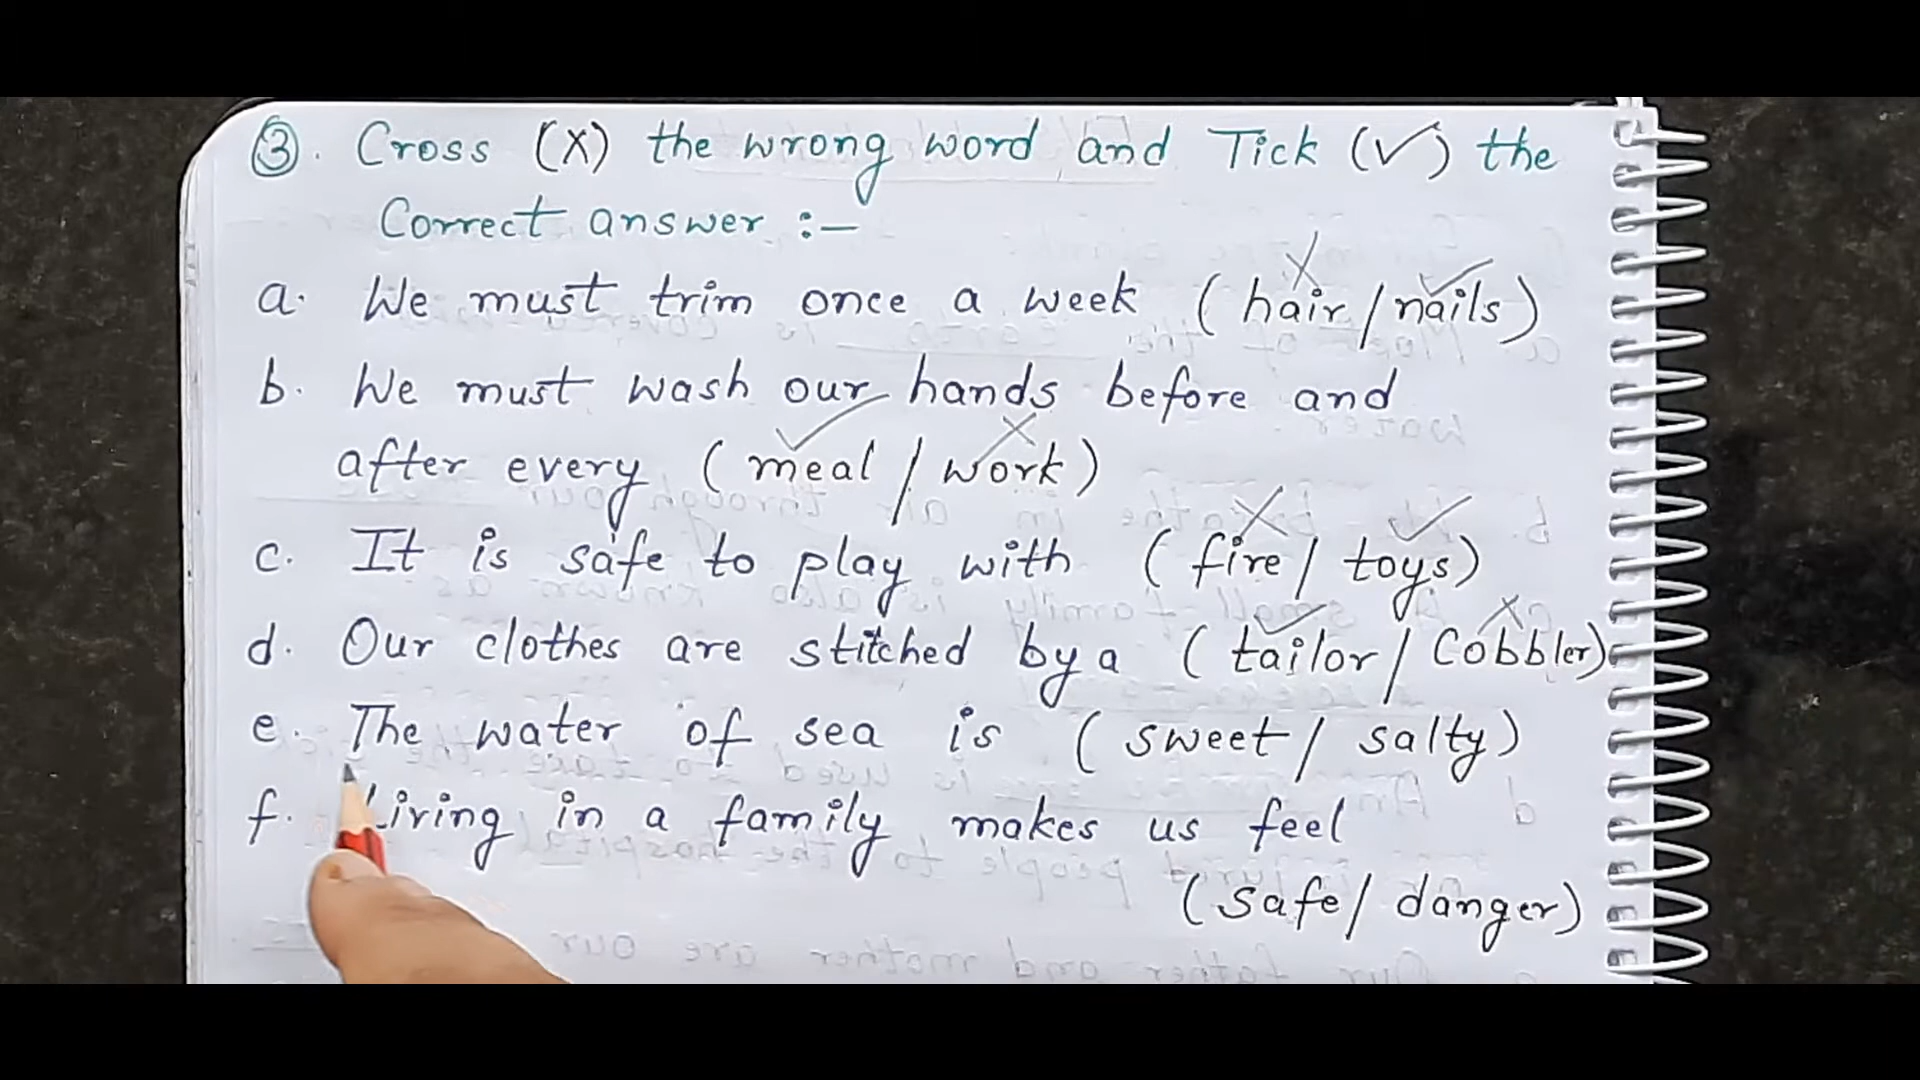 ③. Cross (X) the wrong word and Tick (✓) the
Correct answer :-
a. We must trim once a week (hair/nails)
b. We must wash our hands before and
after every (meal/work)
c. It is safe to play with (fire/toys)
d. Our clothes are stitched by a (tailor/Cobbler)
e. The water of sea is (sweet/salty)
f. Living in a family makes us feel
(safe/danger)